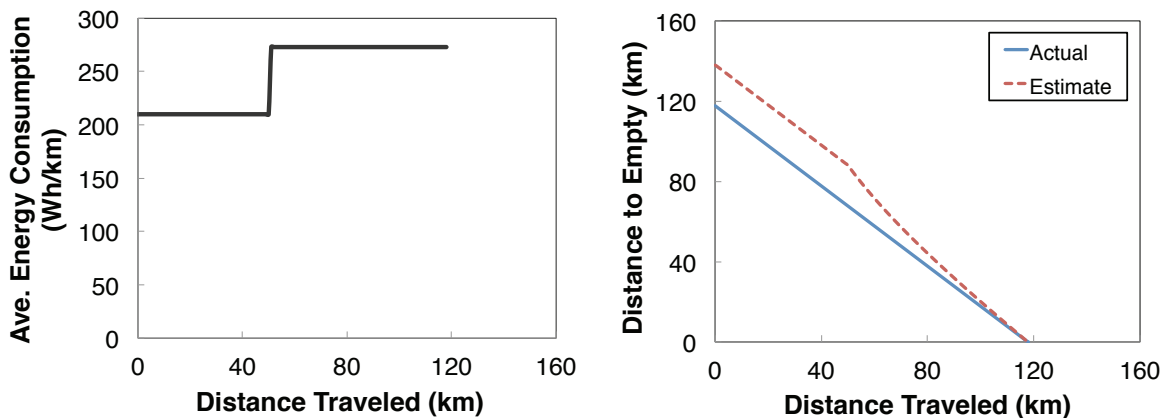 Ave. Energy Consumption
(Wh/km)
300
250
200
150
100
50
0
0 40 80 120 160
Distance Traveled (km)
Distance to Empty (km)
160
120
80
40
0
0 40 80 120 160
Distance Traveled (km)
Actual
Estimate